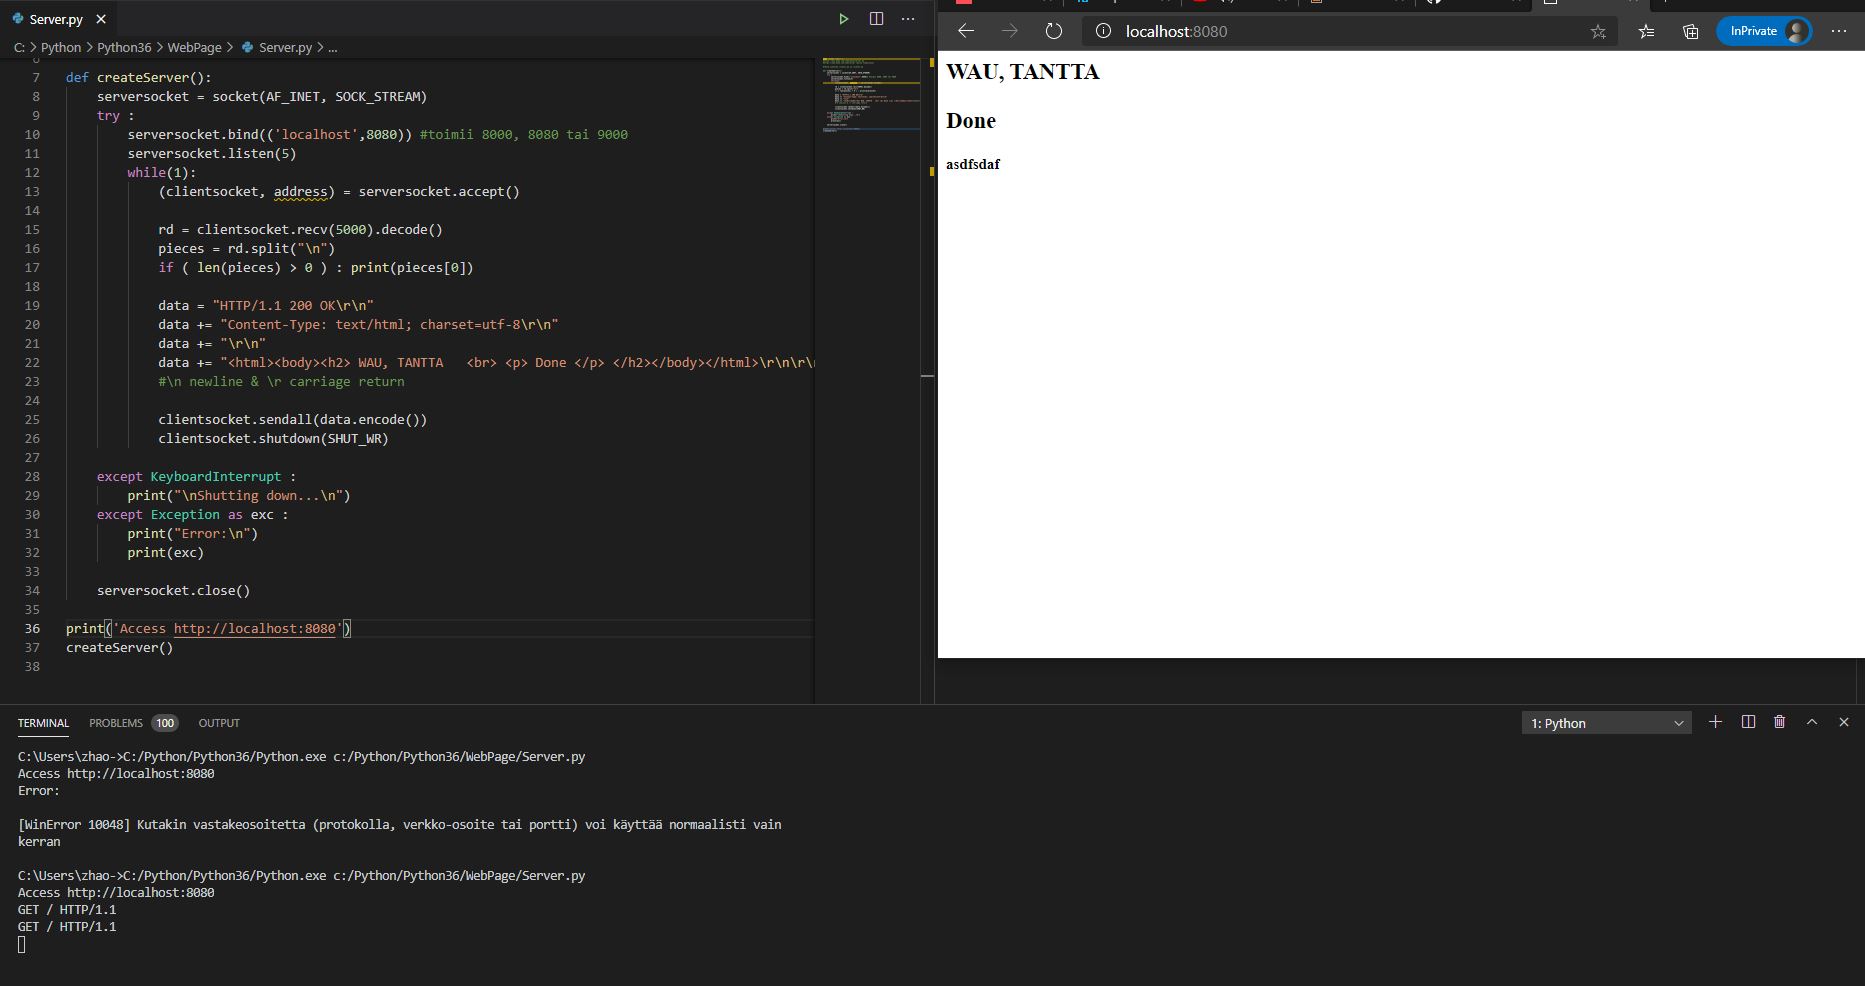 Server.py
C: > Python > Python36 > WebPage > Server.py > ...
6
7 def createServer():
8 serversocket = socket(AF_INET, SOCK_STREAM)
9 try :
10 serversocket.bind(('localhost',8080)) #toimii 8000, 8080 tai 9000
11 serversocket.listen(5)
12 while(1):
13 (clientsocket, address) = serversocket.accept()
14
15 rd = clientsocket.recv(5000).decode()
16 pieces = rd.split("\n")
17 if ( len(pieces) > 0 ) : print(pieces[0])
18
19 data = "HTTP/1.1 200 OK\r\n"
20 data += "Content-Type: text/html; charset=utf-8\r\n"
21 data += "\r\n"
22 data += "<html><body><h2> WAU, TANTTA   <br> <p> Done </p> </h2></body></html>\r\n\r\n
23 #\n newline & \r carriage return
24
25 clientsocket.sendall(data.encode())
26 clientsocket.shutdown(SHUT_WR)
27
28 except KeyboardInterrupt :
29 print("\nShutting down...\n")
30 except Exception as exc :
31 print("Error:\n")
32 print(exc)
33
34 serversocket.close()
35
36 print('Access http://localhost:8080')
37 createServer()
38
localhost:8080
InPrivate
WAU, TANTTA
Done
asdfsdaf
TERMINAL PROBLEMS 100 OUTPUT
1: Python
C:\Users\zhao->C:/Python/Python36/Python.exe c:/Python/Python36/WebPage/Server.py
Access http://localhost:8080
Error:
[WinError 10048] Kutakin vastakeosoitetta (protokolla, verkko-osoite tai portti) voi käyttää normaalisti vain
kerran
C:\Users\zhao->C:/Python/Python36/Python.exe c:/Python/Python36/WebPage/Server.py
Access http://localhost:8080
GET / HTTP/1.1
GET / HTTP/1.1